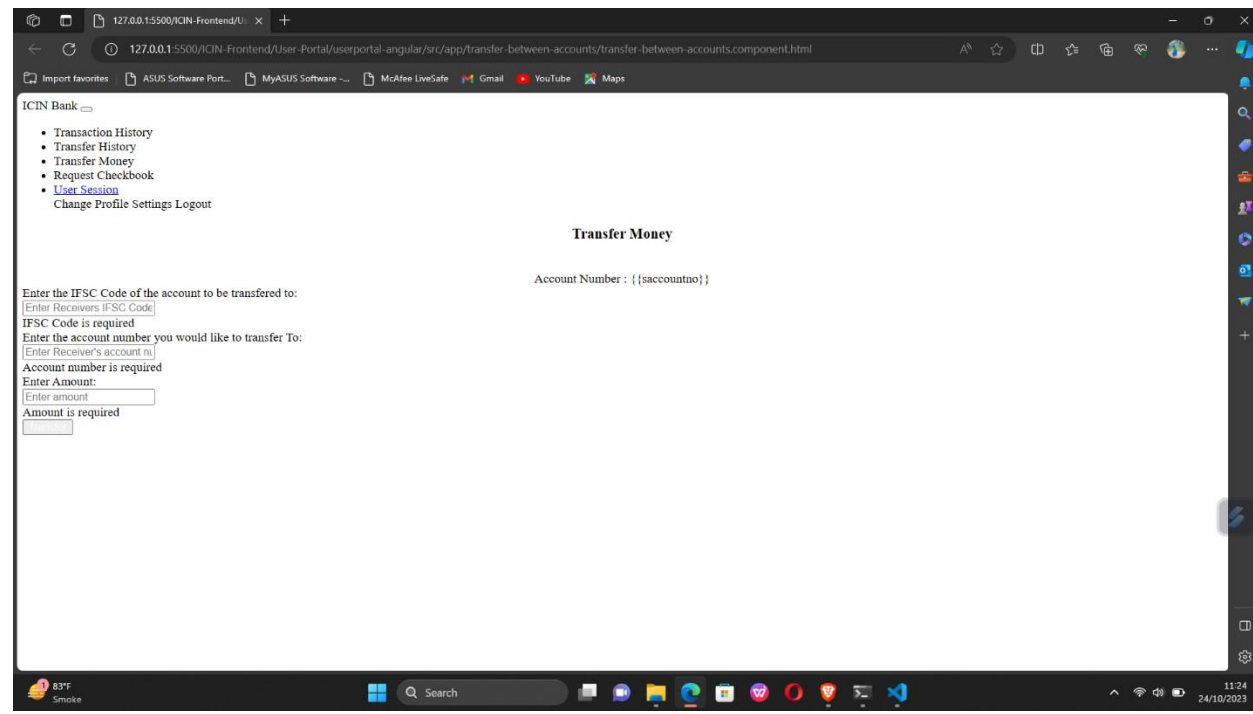 127.0.0.1:5500/ICIN-Frontend/Us
127.0.0.1:5500/ICIN-Frontend/User-Portal/userportal-angular/src/app/transfer-between-accounts/transfer-between-accounts.component.html
Import favorites ASUS Software Port... MyASUS Software -... McAfee LiveSafe Gmail YouTube Maps
ICIN Bank
Transaction History
Transfer History
Transfer Money
Request Checkbook
User Session
Change Profile Settings Logout
Transfer Money
Account Number : {{saccountno}}
Enter the IFSC Code of the account to be transfered to:
Enter Receivers IFSC Code
IFSC Code is required
Enter the account number you would like to transfer To:
Enter Receiver's account nu
Account number is required
Enter Amount:
Enter amount
Amount is required
Transfer
1
83°F
Smoke
Search
11:24
24/10/2023